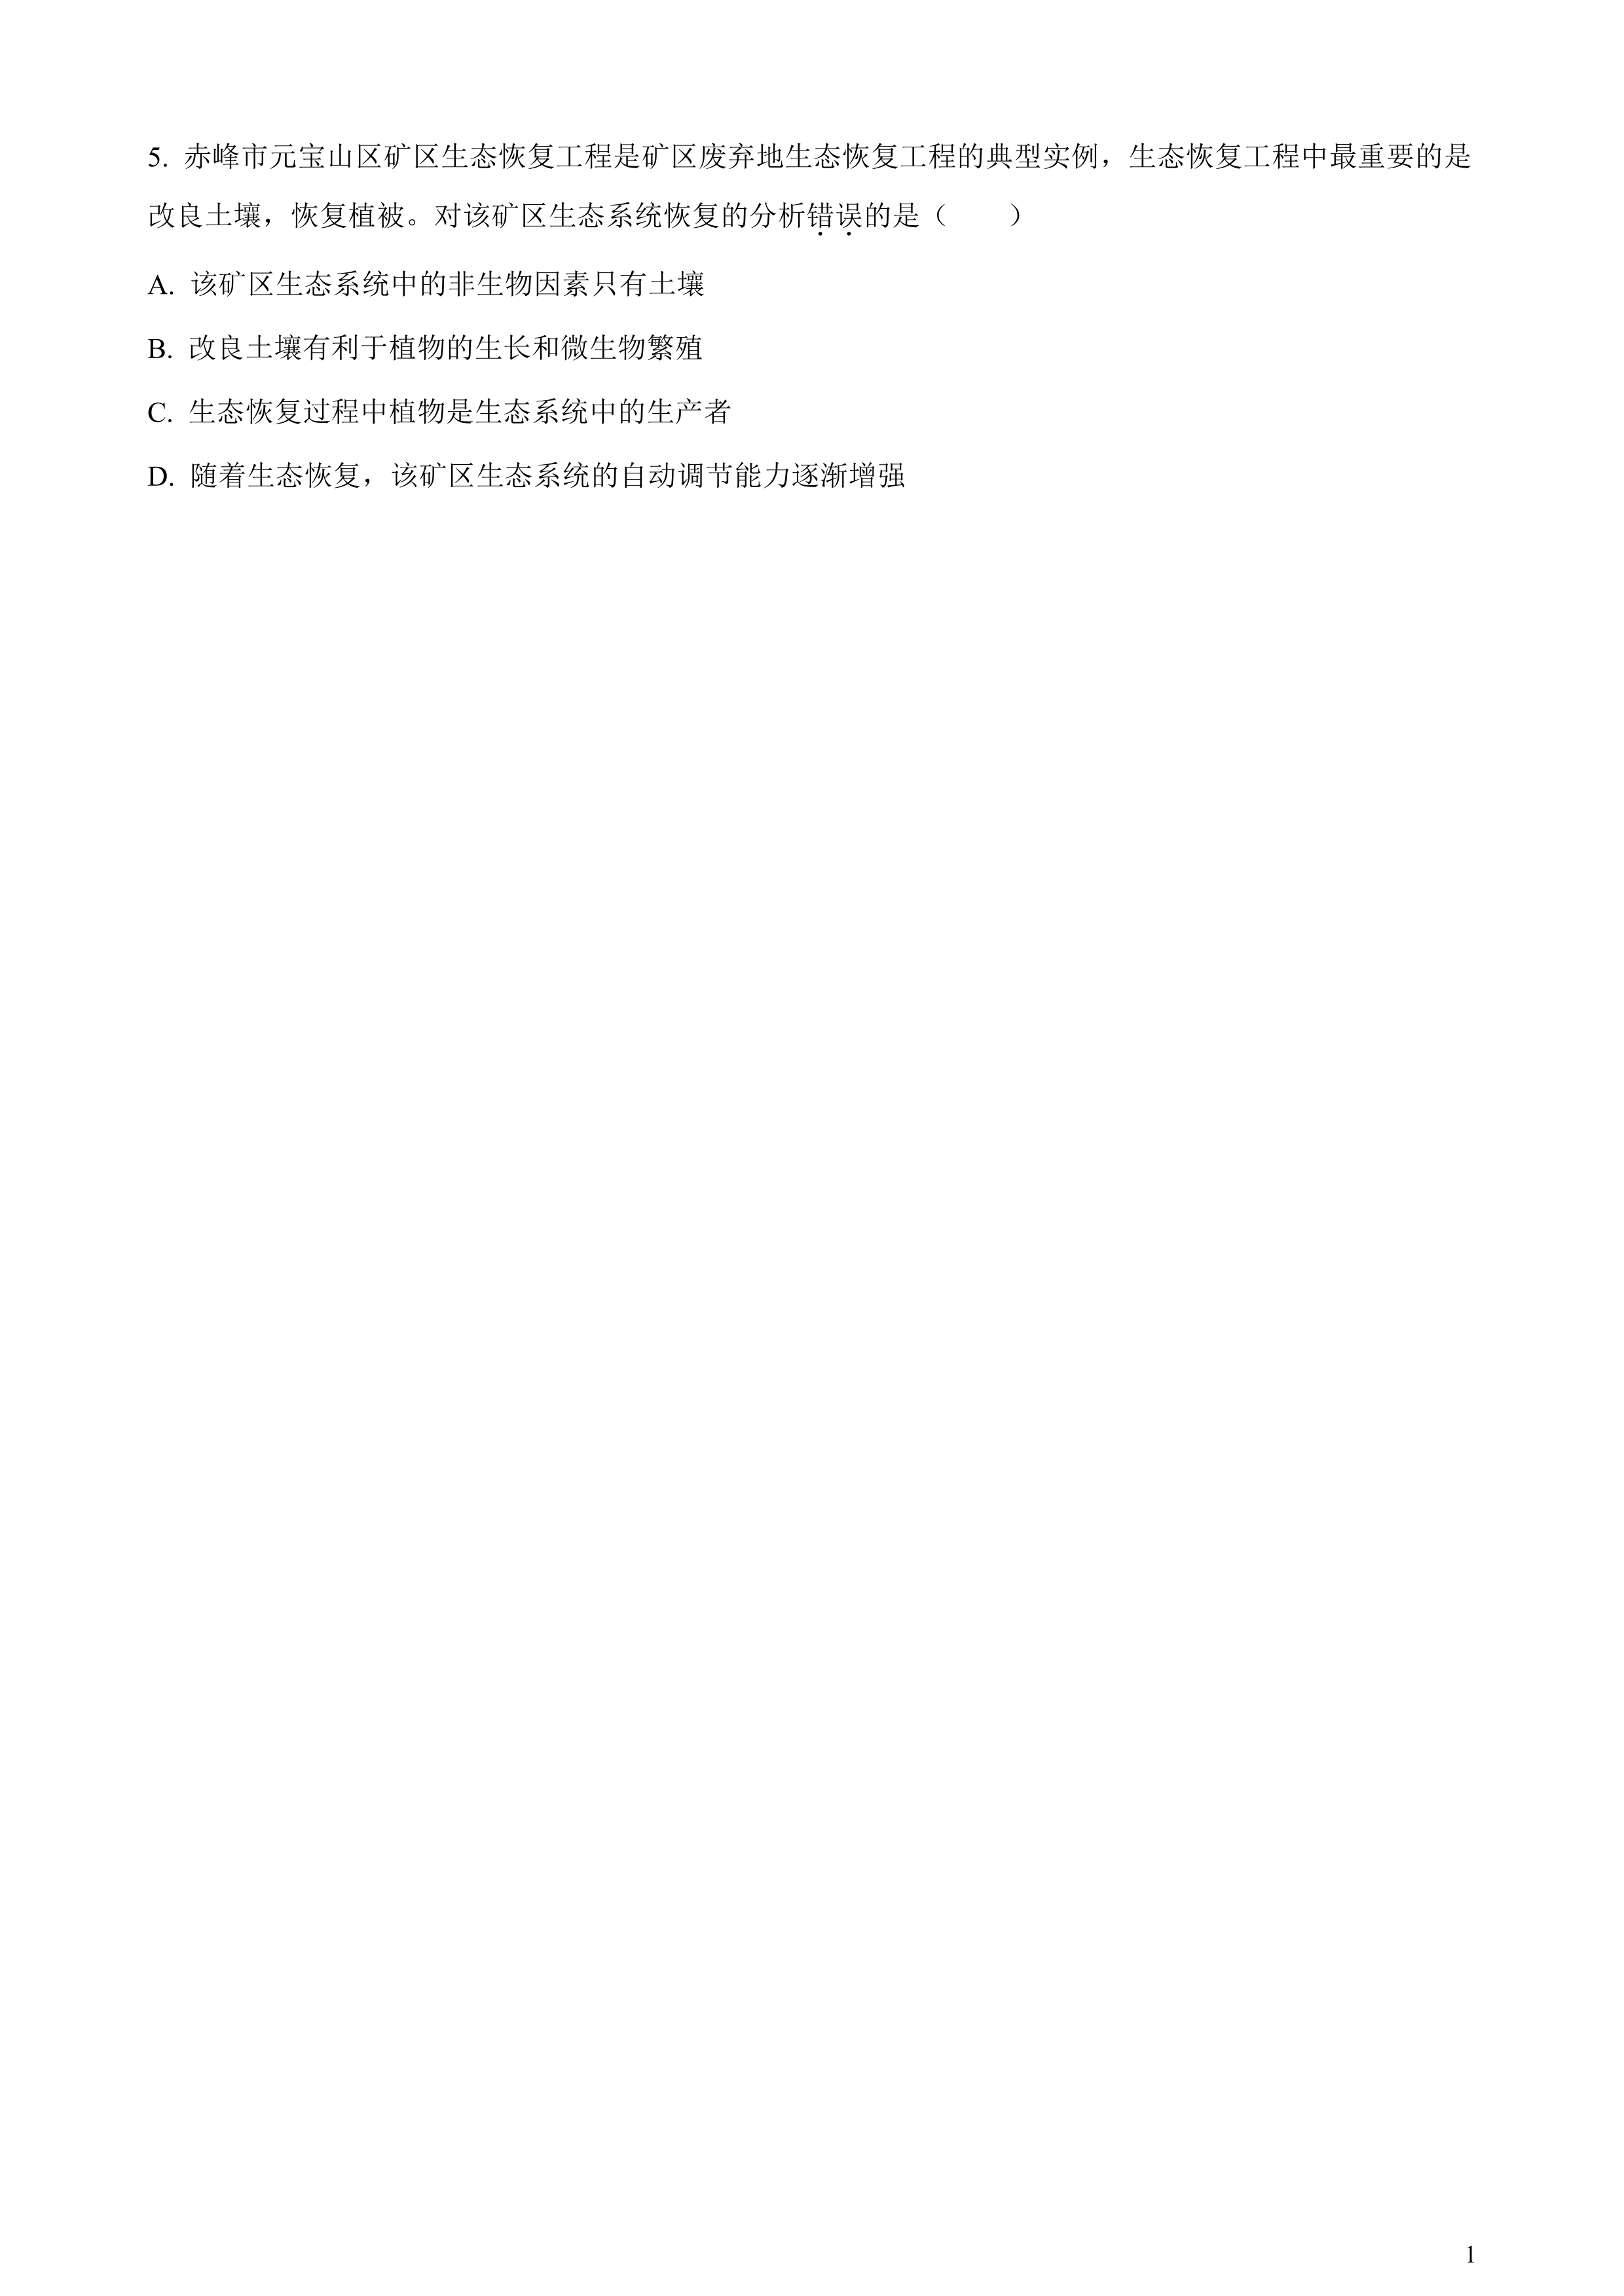 5. 赤峰市元宝山区矿区生态恢复工程是矿区废弃地生态恢复工程的典型实例，生态恢复工程中最重要的是
改良土壤，恢复植被。对该矿区生态系统恢复的分析错误的是（　　）
A. 该矿区生态系统中的非生物因素只有土壤
B. 改良土壤有利于植物的生长和微生物繁殖
C. 生态恢复过程中植物是生态系统中的生产者
D. 随着生态恢复，该矿区生态系统的自动调节能力逐渐增强
1